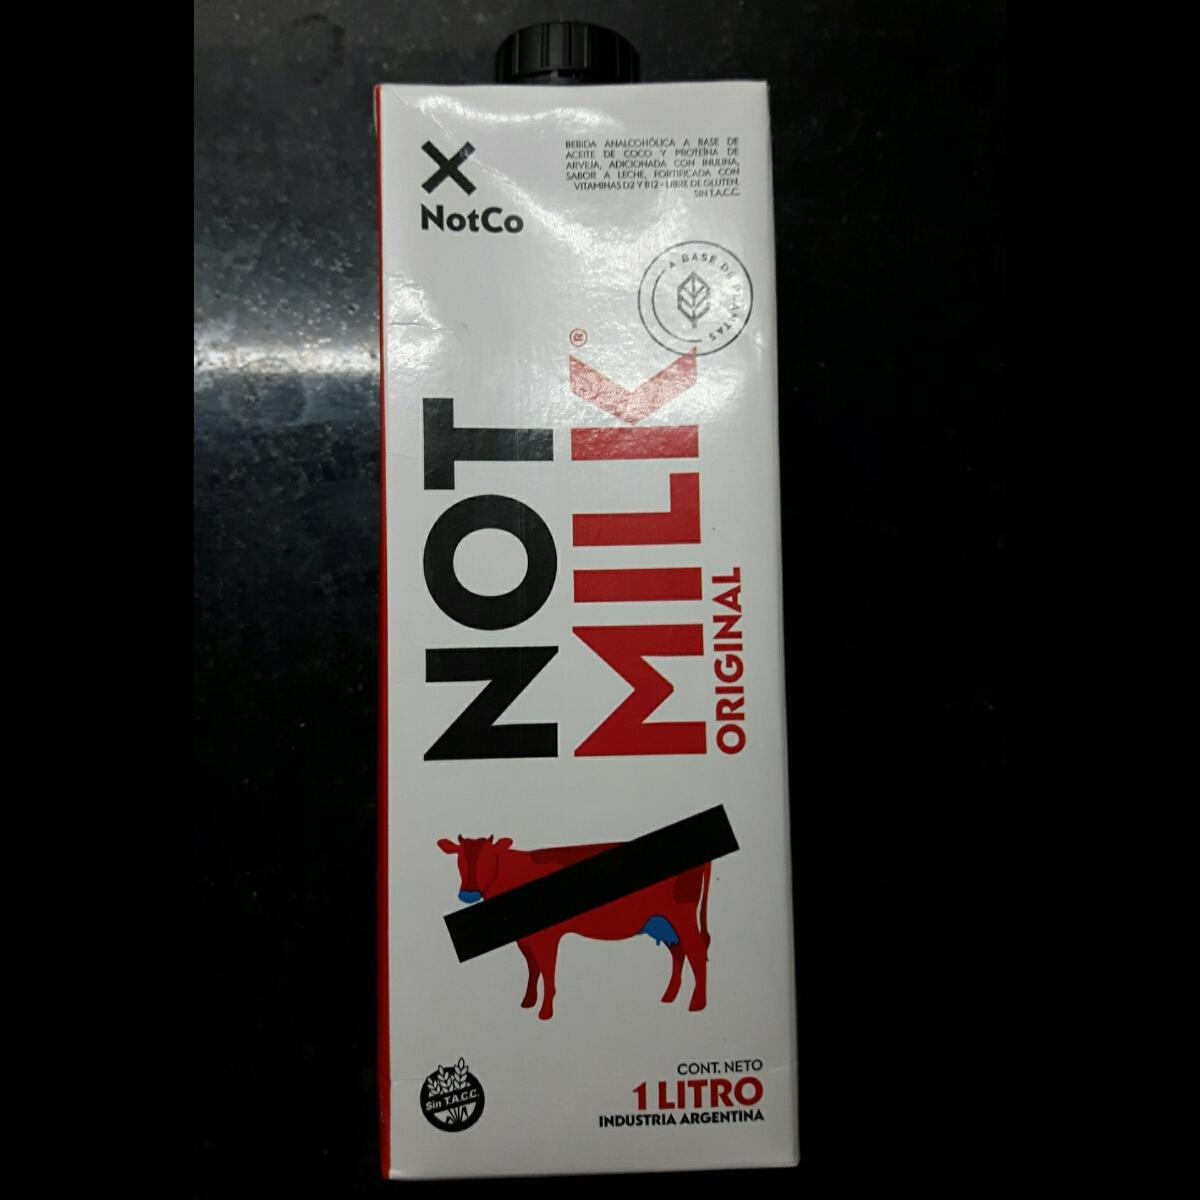 NotCo
BEBIDA ANALCOHÓLICA A BASE DE
ACEITE DE COCO Y PROTEÍNA DE
ARVEJA, ADICIONADA CON INULINA,
SABOR A LECHE, FORTIFICADA CON
VITAMINAS D2 Y B12 - LIBRE DE GLUTEN.
SIN T.A.C.C.
A BASE DE PLANTAS
NOT
MILK®
ORIGINAL
Sin T.A.C.C.
CONT. NETO
1 LITRO
INDUSTRIA ARGENTINA